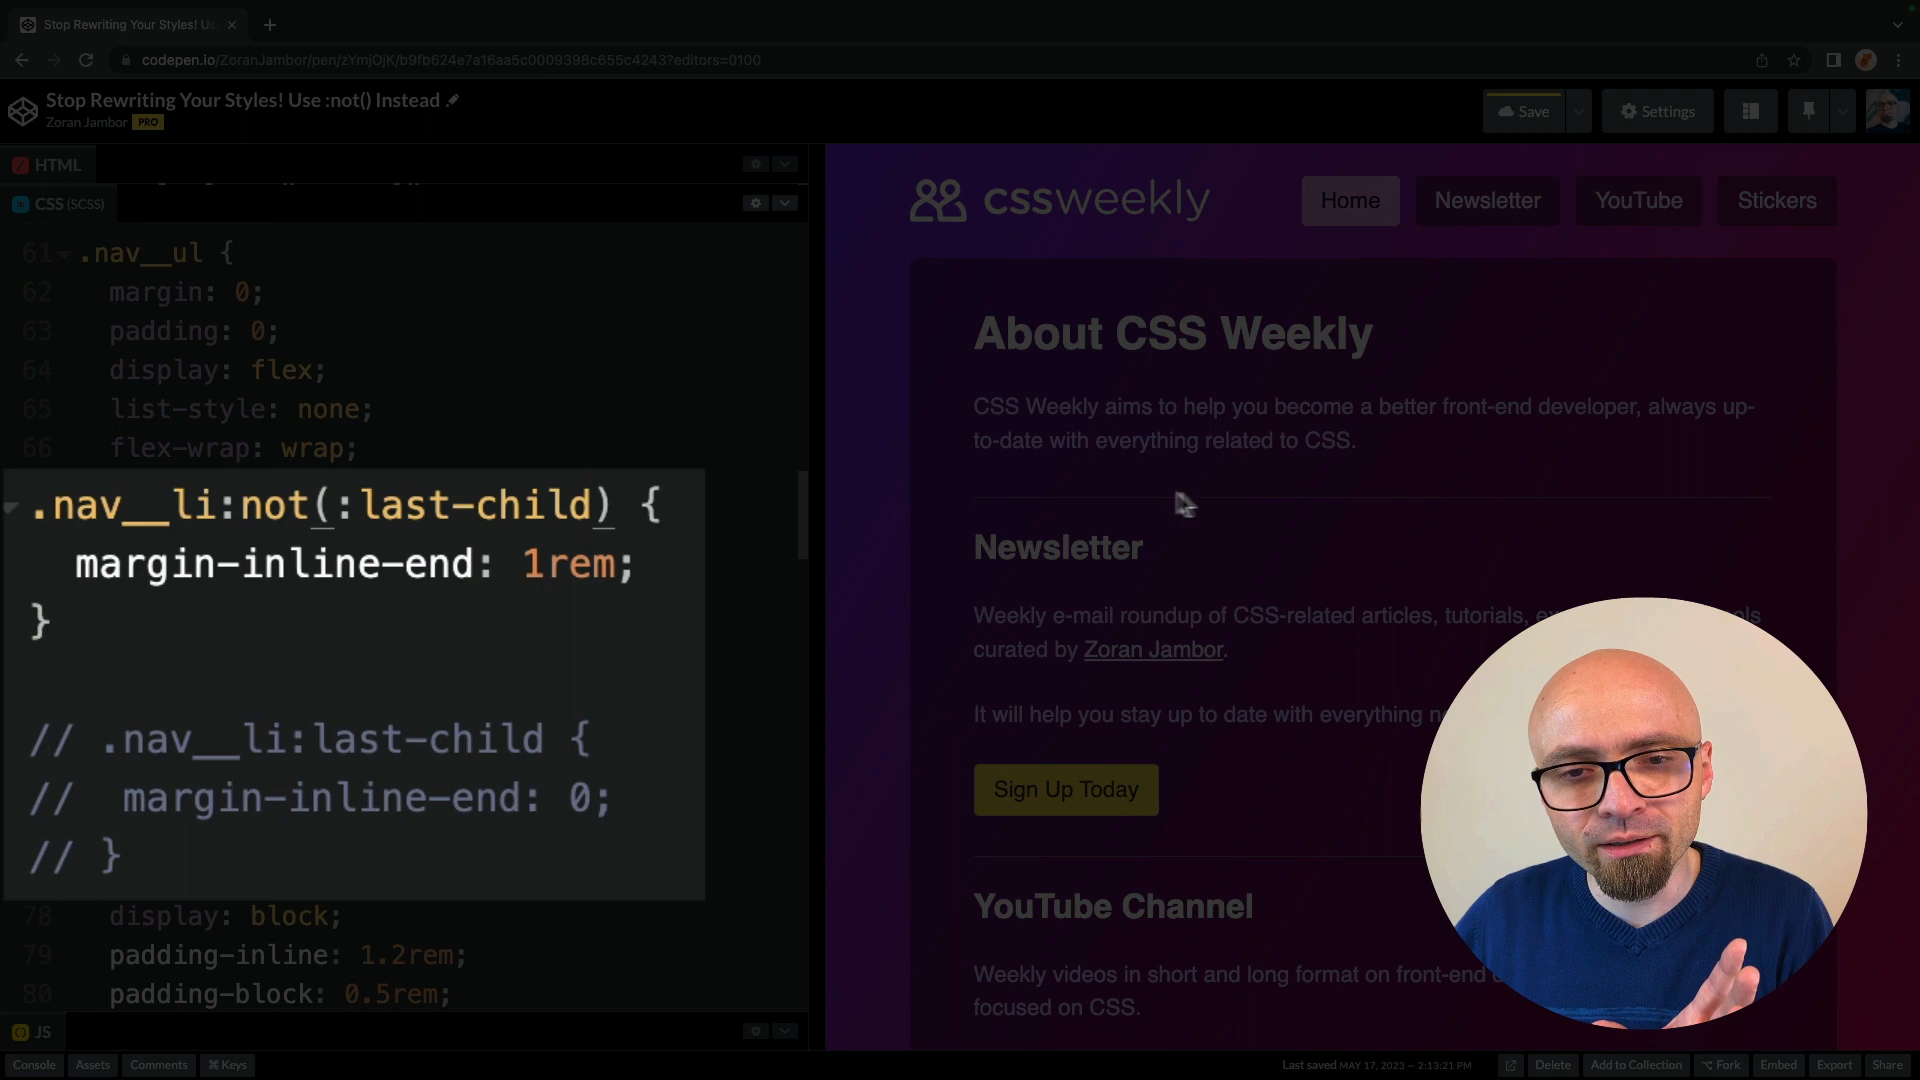 Stop Rewriting Your Styles! Us
codepen.io/ZoranJambor/pen/zYmjOjK/b9fb624e7a16aa5c0009398c655c4243?editors=0100
Stop Rewriting Your Styles! Use :not() Instead
Zoran Jambor PRO
Save
Settings
HTML
CSS (SCSS)
61 .nav__ul {
62 margin: 0;
63 padding: 0;
64 display: flex;
65 list-style: none;
66 flex-wrap: wrap;
.nav__li:not(:last-child) {
margin-inline-end: 1rem;
}
// .nav__li:last-child {
// margin-inline-end: 0;
// }
78 display: block;
79 padding-inline: 1.2rem;
80 padding-block: 0.5rem;
JS
cssweekly
Home Newsletter YouTube Stickers
About CSS Weekly
CSS Weekly aims to help you become a better front-end developer, always up-
to-date with everything related to CSS.
Newsletter
Weekly e-mail roundup of CSS-related articles, tutorials,
curated by Zoran Jambor.
It will help you stay up to date with everything
Sign Up Today
YouTube Channel
Weekly videos in short and long format on front-end
focused on CSS.
Console Assets Comments ⌘ Keys
Last saved MAY 17, 2023 — 2:13:21 PM
Delete Add to Collection ⌥ Fork Embed Export Share